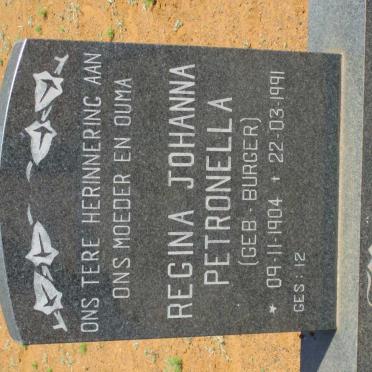 ONS TERE HERINNERING AAN
ONS MOEDER EN OUMA
REGINA JOHANNA
PETRONELLA
(GEB. BURGER)
* 09·11·1904 + 22·03·1991
GES: 12